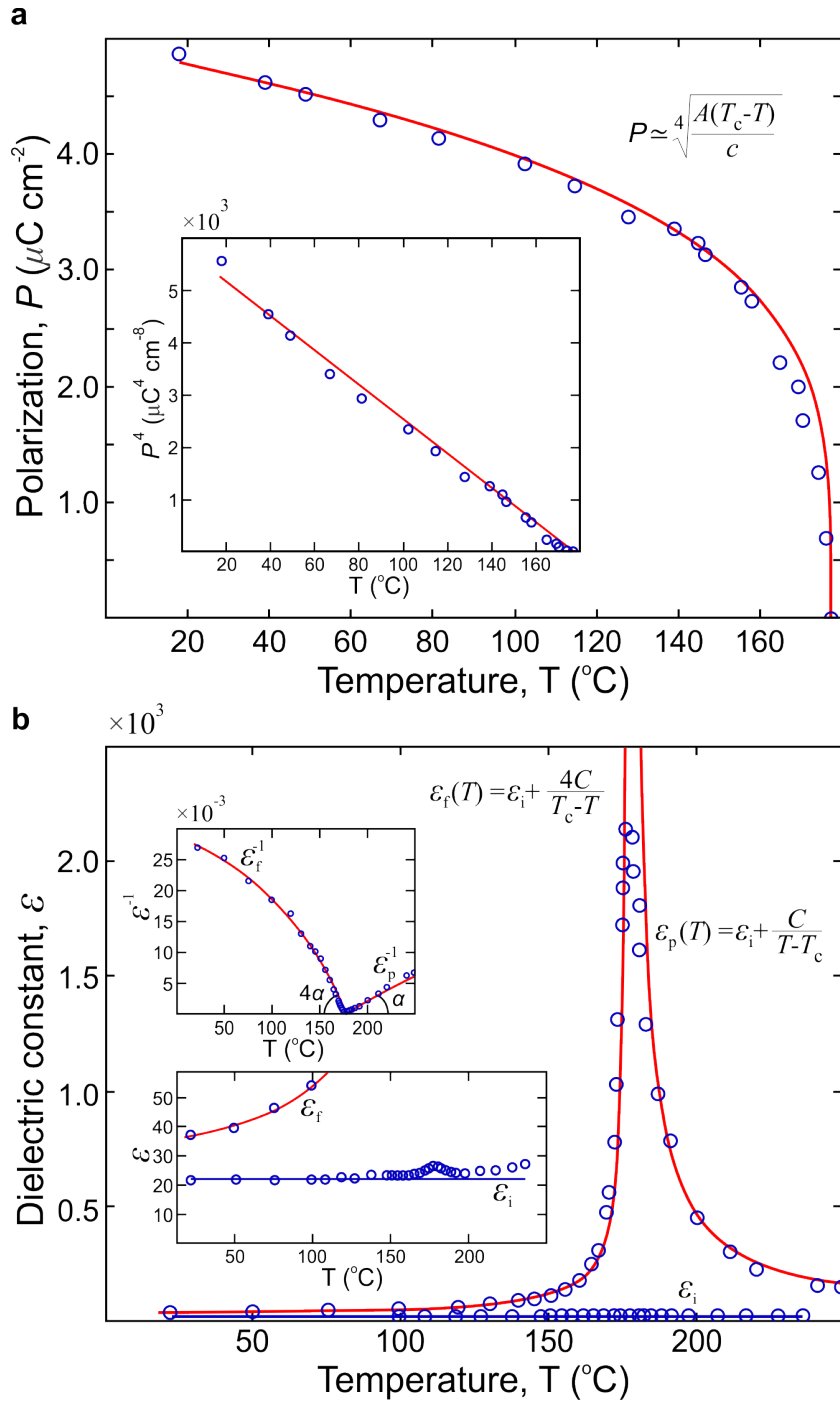 a
Polarization, P (μC cm-2)
4.0
3.0
2.0
1.0
P≃⁴√(A(Tc-T)/c)
×10³
P⁴ (μC⁴ cm-8)
5
4
3
2
1
20 40 60 80 100 120 140 160
T (°C)
20 40 60 80 100 120 140 160
Temperature, T (°C)
b
×10³
Dielectric constant, ε
2.0
1.5
1.0
0.5
εf(T)=εi+ 4C/(Tc-T)
εp(T)=εi+ C/(T-Tc)
×10-3
ε-1
25
20
15
10
5
εf-1
εp-1
4α
α
50 100 150 200
T (°C)
ε
50
40
30
20
10
εf
εi
50 100 150 200
T (°C)
εi
50 100 150 200
Temperature, T (°C)